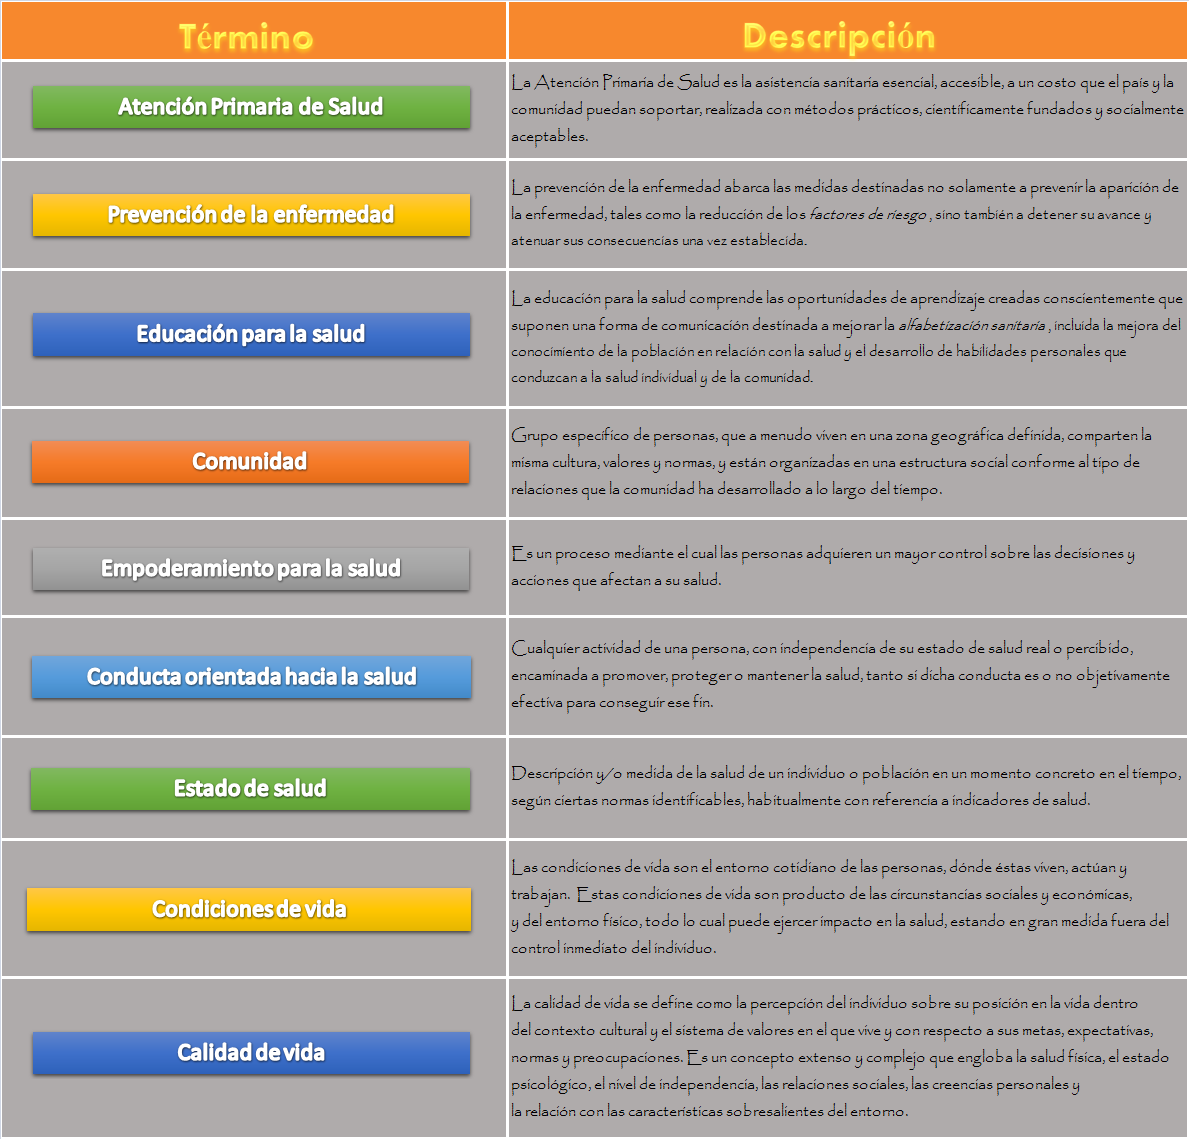 Término
Descripción
Atención Primaria de Salud
La Atención Primaria de Salud es la asistencia sanitaria esencial, accesible, a un costo que el país y la
comunidad puedan soportar, realizada con métodos prácticos, científicamente fundados y socialmente
aceptables.
Prevención de la enfermedad
La prevención de la enfermedad abarca las medidas destinadas no solamente a prevenir la aparición de
la enfermedad, tales como la reducción de los factores de riesgo , sino también a detener su avance y
atenuar sus consecuencias una vez establecida.
Educación para la salud
La educación para la salud comprende las oportunidades de aprendizaje creadas conscientemente que
suponen una forma de comunicación destinada a mejorar la alfabetización sanitaria , incluida la mejora del
conocimiento de la población en relación con la salud y el desarrollo de habilidades personales que
conduzcan a la salud individual y de la comunidad.
Comunidad
Grupo específico de personas, que a menudo viven en una zona geográfica definida, comparten la
misma cultura, valores y normas, y están organizadas en una estructura social conforme al tipo de
relaciones que la comunidad ha desarrollado a lo largo del tiempo.
Empoderamiento para la salud
Es un proceso mediante el cual las personas adquieren un mayor control sobre las decisiones y
acciones que afectan a su salud.
Conducta orientada hacia la salud
Cualquier actividad de una persona, con independencia de su estado de salud real o percibido,
encaminada a promover, proteger o mantener la salud, tanto si dicha conducta es o no objetivamente
efectiva para conseguir ese fin.
Estado de salud
Descripción y/o medida de la salud de un individuo o población en un momento concreto en el tiempo,
según ciertas normas identificables, habitualmente con referencia a indicadores de salud.
Condiciones de vida
Las condiciones de vida son el entorno cotidiano de las personas, dónde éstas viven, actúan y
trabajan. Estas condiciones de vida son producto de las circunstancias sociales y económicas,
y del entorno físico, todo lo cual puede ejercer impacto en la salud, estando en gran medida fuera del
control inmediato del individuo.
Calidad de vida
La calidad de vida se define como la percepción del individuo sobre su posición en la vida dentro
del contexto cultural y el sistema de valores en el que vive y con respecto a sus metas, expectativas,
normas y preocupaciones. Es un concepto extenso y complejo que engloba la salud física, el estado
psicológico, el nivel de independencia, las relaciones sociales, las creencias personales y
la relación con las características sobresalientes del entorno.